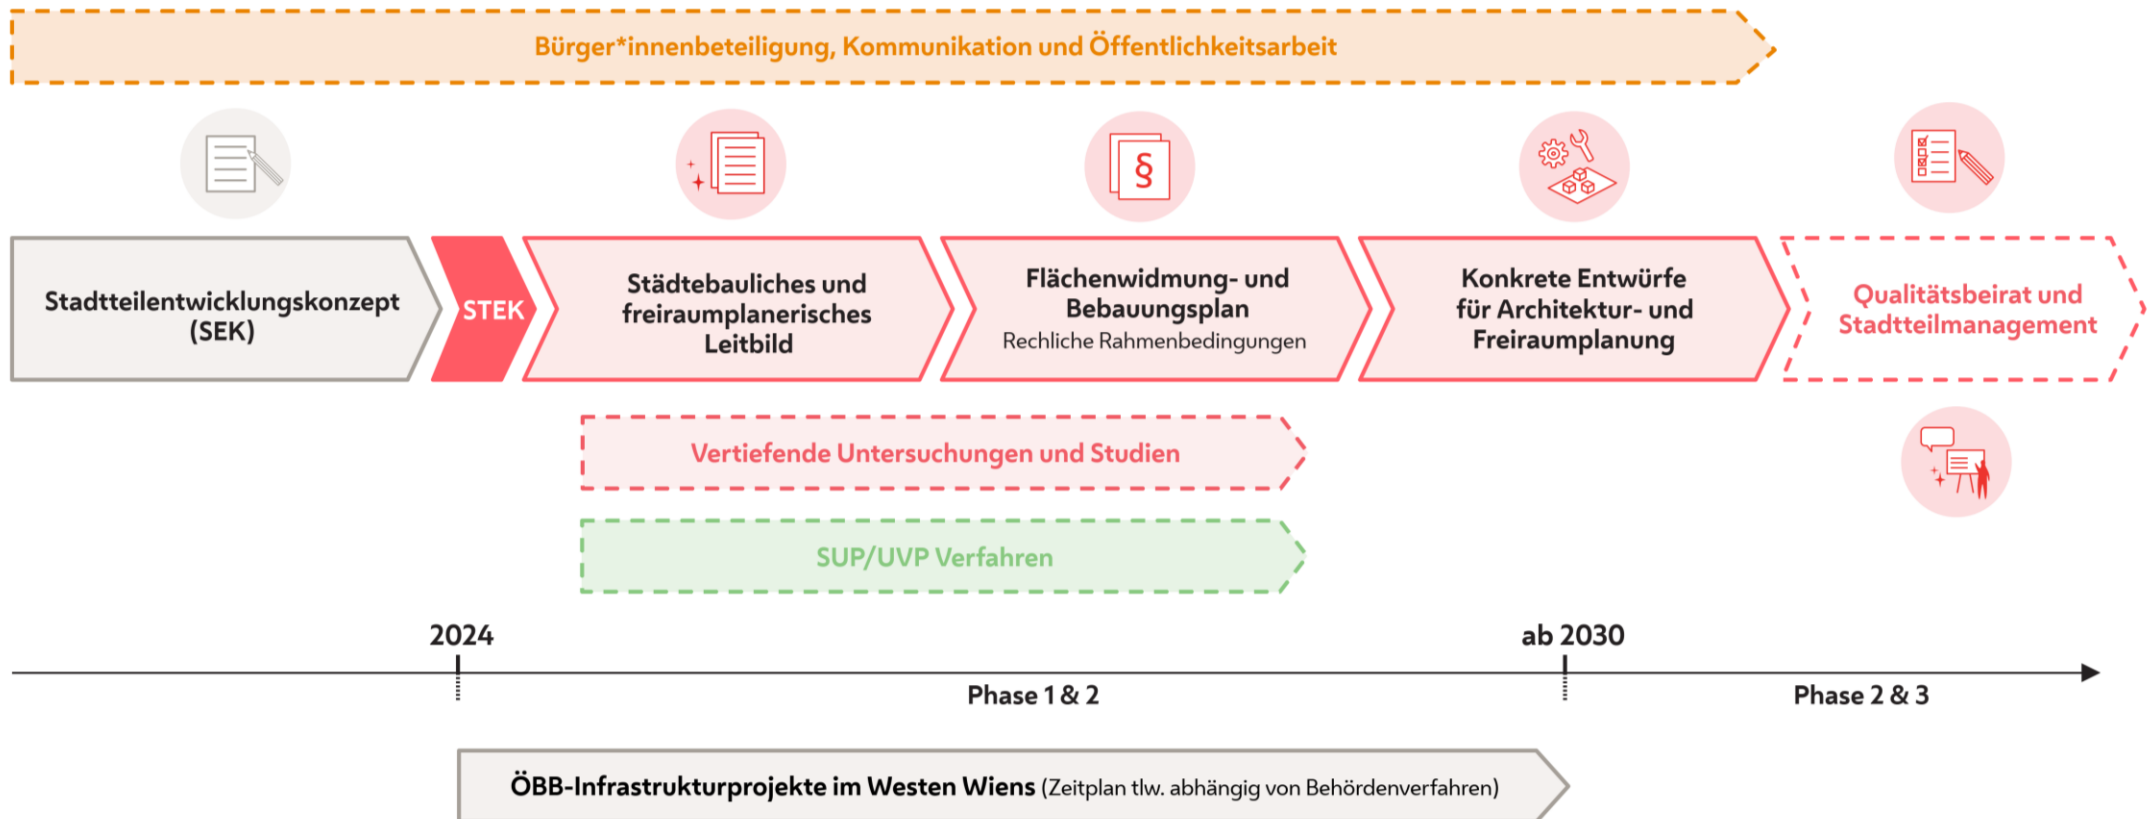 Bürger*innenbeteiligung, Kommunikation und Öffentlichkeitsarbeit
§
Stadtteilentwicklungskonzept
(SEK)
STEK
Städtebauliches und
freiraumplanerisches
Leitbild
Flächenwidmung- und
Bebauungsplan
Rechliche Rahmenbedingungen
Konkrete Entwürfe
für Architektur- und
Freiraumplanung
Qualitätsbeirat und
Stadtteilmanagement
Vertiefende Untersuchungen und Studien
SUP/UVP Verfahren
2024
ab 2030
Phase 1 & 2
Phase 2 & 3
ÖBB-Infrastrukturprojekte im Westen Wiens (Zeitplan tlw. abhängig von Behördenverfahren)